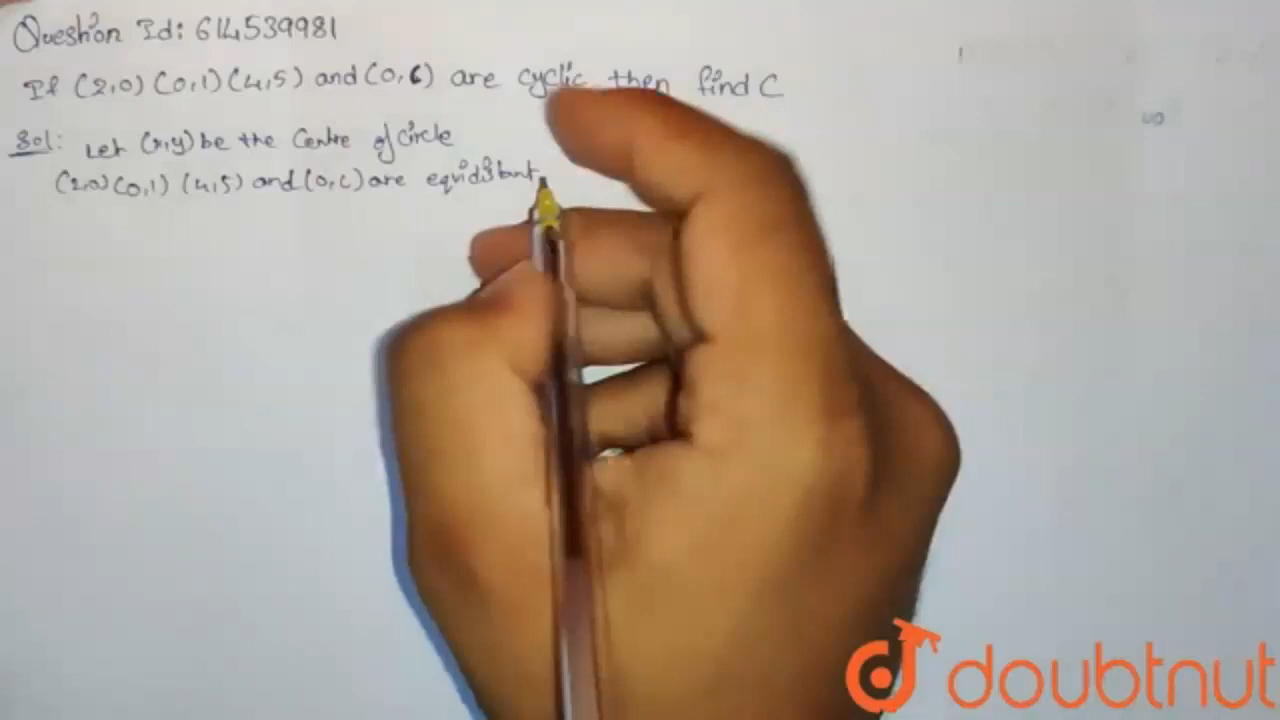 Question Id: 614539981
If (2,0) (0,1) (4,5) and (0,c) are cyclic then find C
Sol: Let (x,y) be the Centre of circle
(2,0) (0,1) (4,5) and (0,c) are equidistant
doubtnut